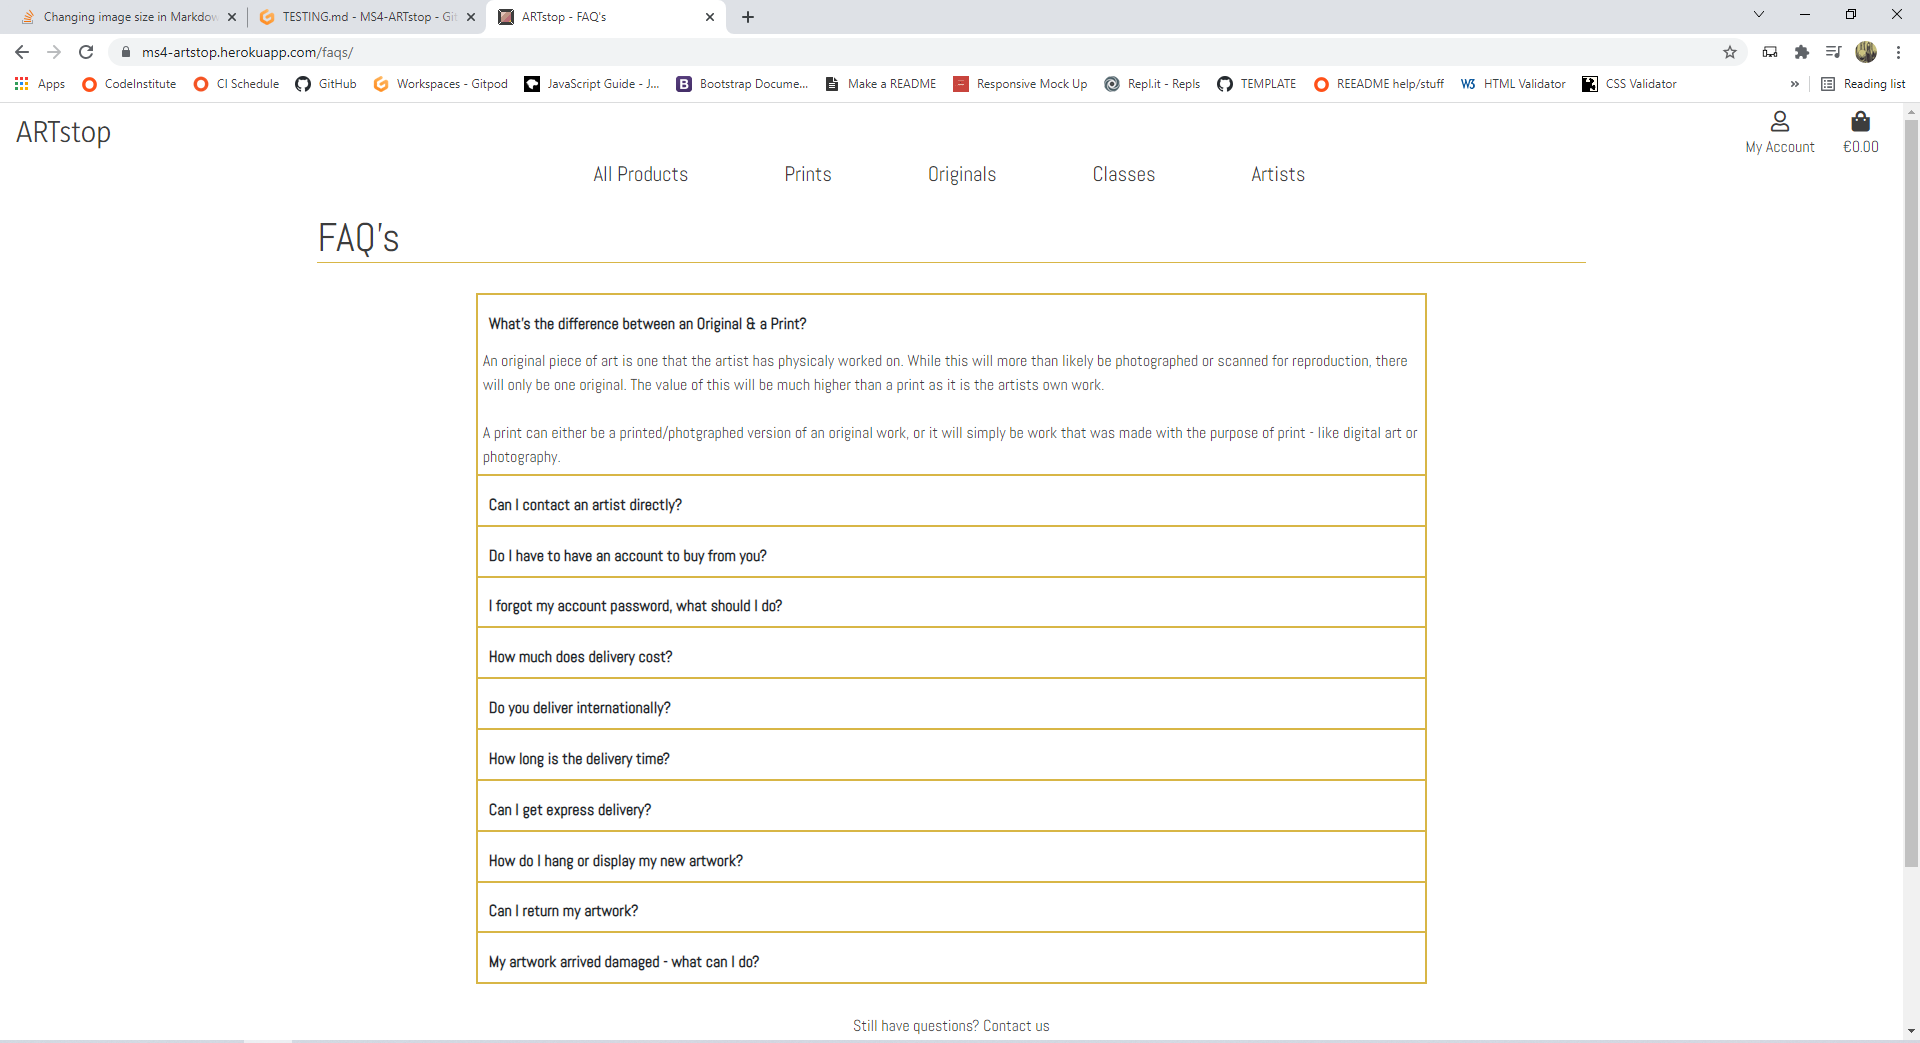 Changing image size in Markdow
TESTING.md - MS4-ARTstop - Git
ARTstop - FAQ's
ms4-artstop.herokuapp.com/faqs/
Apps
CodeInstitute
CI Schedule
GitHub
Workspaces - Gitpod
JavaScript Guide - J...
Bootstrap Docume...
Make a README
Responsive Mock Up
Repl.it - Repls
TEMPLATE
REEADME help/stuff
HTML Validator
CSS Validator
»
Reading list
ARTstop
My Account
€0.00
All Products
Prints
Originals
Classes
Artists
FAQ's
What's the difference between an Original & a Print?
An original piece of art is one that the artist has physicaly worked on. While this will more than likely be photographed or scanned for reproduction, there
will only be one original. The value of this will be much higher than a print as it is the artists own work.
A print can either be a printed/photgraphed version of an original work, or it will simply be work that was made with the purpose of print - like digital art or
photography.
Can I contact an artist directly?
Do I have to have an account to buy from you?
I forgot my account password, what should I do?
How much does delivery cost?
Do you deliver internationally?
How long is the delivery time?
Can I get express delivery?
How do I hang or display my new artwork?
Can I return my artwork?
My artwork arrived damaged - what can I do?
Still have questions? Contact us